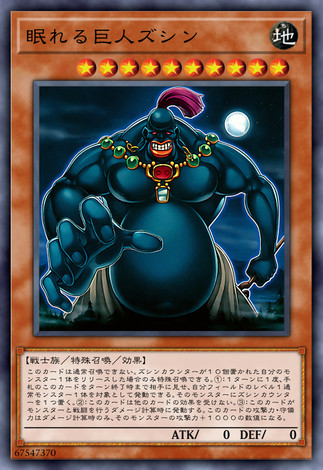 眠れる巨人ズシン
地
【戦士族/特殊召喚/効果】
このカードは通常召喚できない。ズシンカウンターが10個置かれた自分のモ
ンスター1体をリリースした場合のみ特殊召喚できる。①:1ターンに1度、手
札のこのカードをターン終了時まで相手に見せ、自分フィールドのレベル1通
常モンスター1体を対象として発動できる。そのモンスターにズシンカウンタ
ーを1つ置く。②:このカードは他のカードの効果を受けない。③:このカードが
モンスターと戦闘を行うダメージ計算時に発動する。このカードの攻撃力・守備
力はダメージ計算時のみ、そのモンスターの攻撃力+1000の数値になる。
ATK/ 0 DEF/ 0
67547370